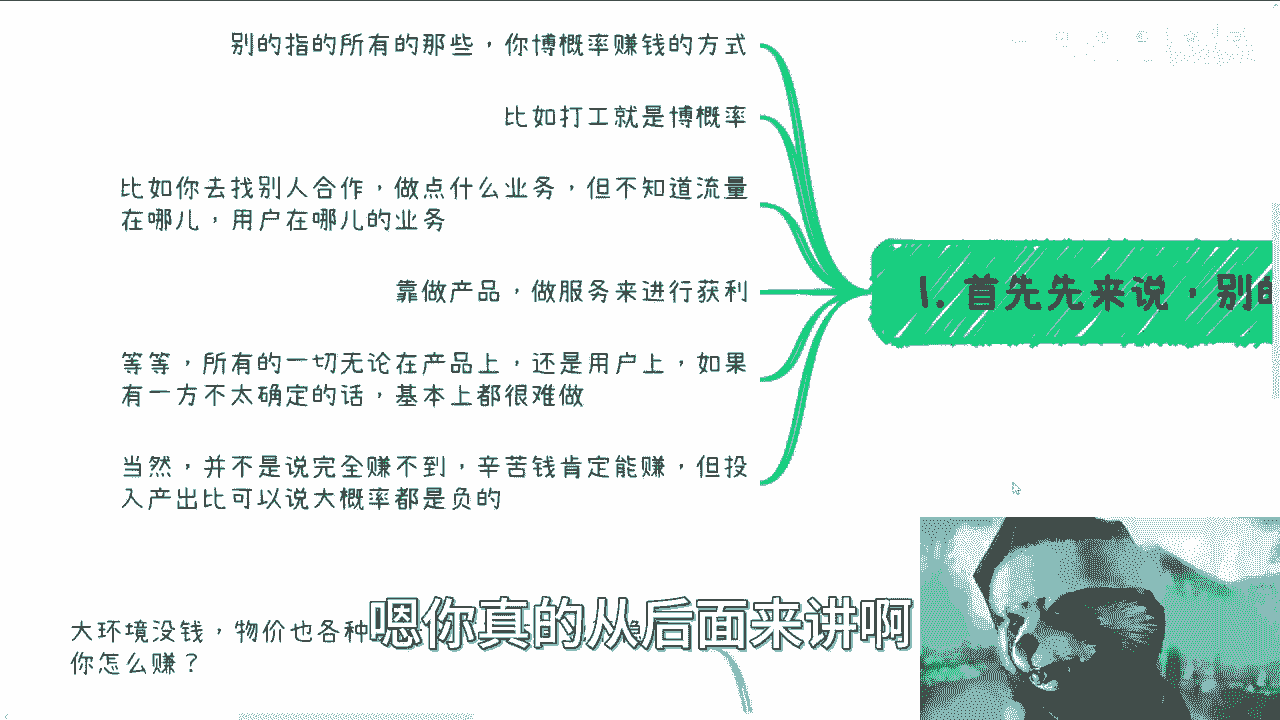 别的指的所有的那些，你博概率赚钱的方式
比如打工就是博概率
比如你去找别人合作，做点什么业务，但不知道流量
在哪儿，用户在哪儿的业务
靠做产品，做服务来进行获利
等等，所有的一切无论在产品上，还是用户上，如果
有一方不太确定的话，基本上都很难做
当然，并不是说完全赚不到，辛苦钱肯定能赚，但投
入产出比可以说大概率都是负的
1. 首先先来说，别的
大环境没钱，物价也各种
你怎么赚？
嗯你真的从后面来讲啊